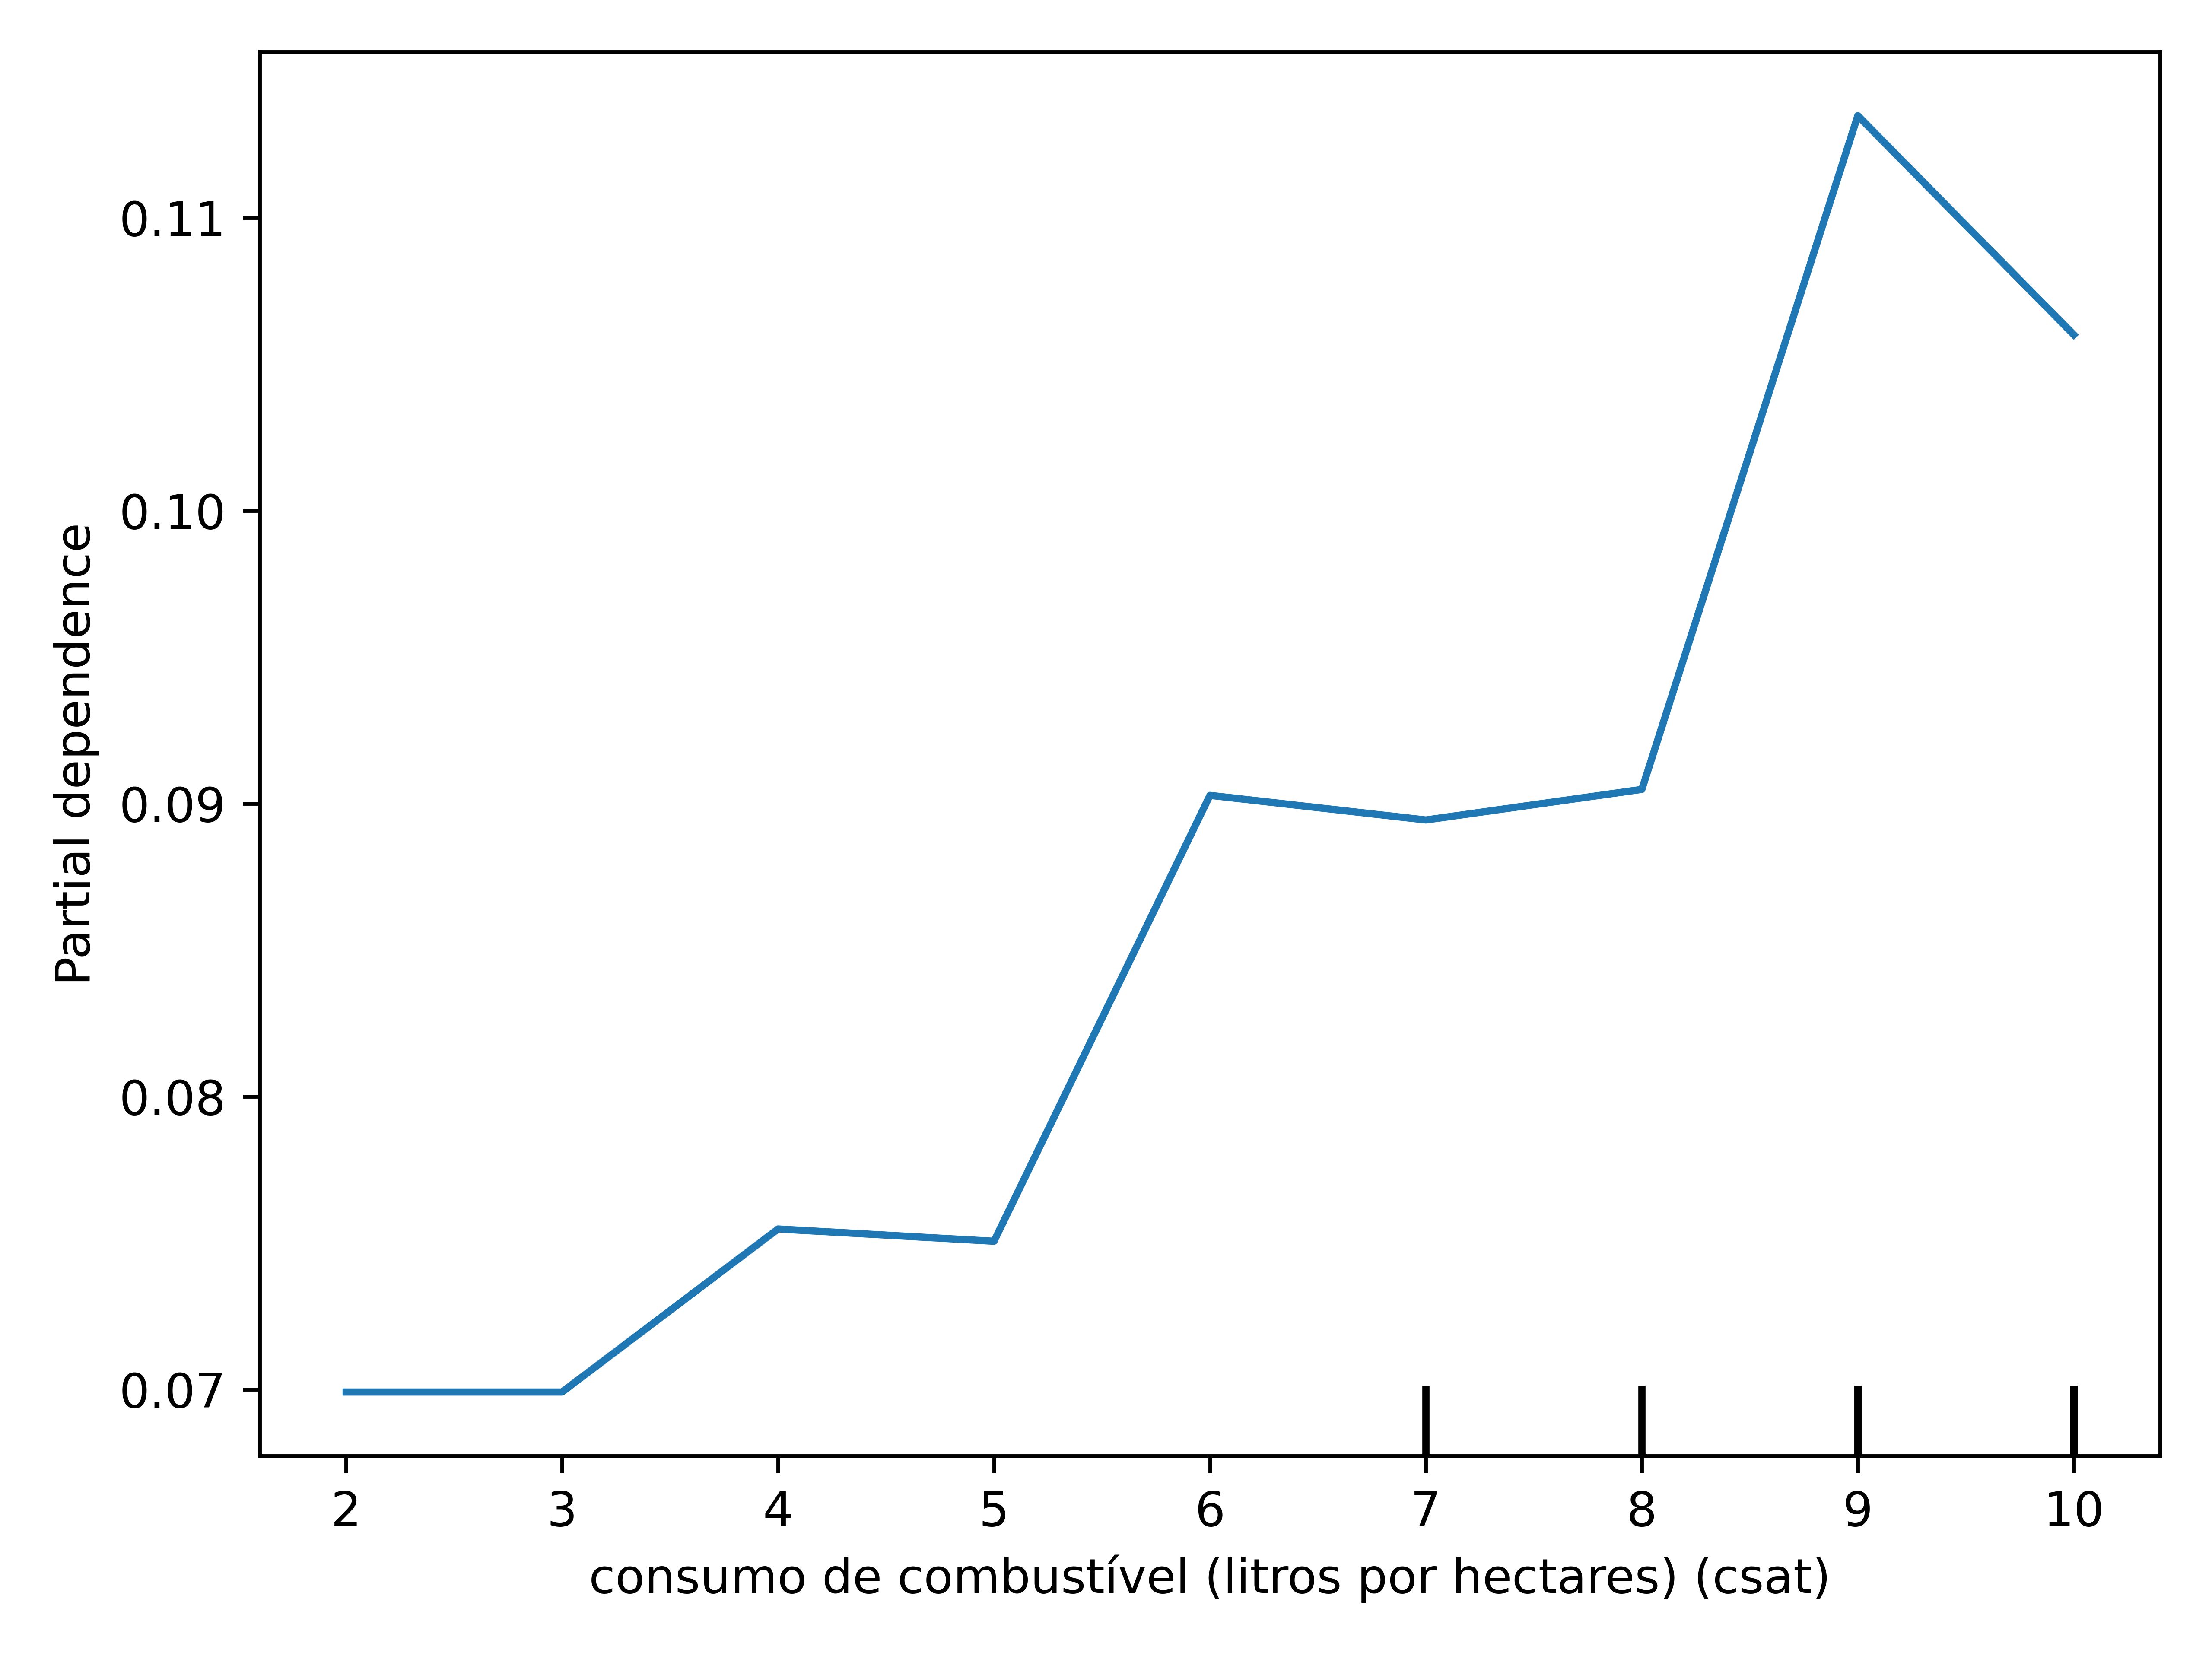 0.11
0.10
0.09
0.08
0.07
Partial dependence
2 3 4 5 6 7 8 9 10
consumo de combustível (litros por hectares) (csat)